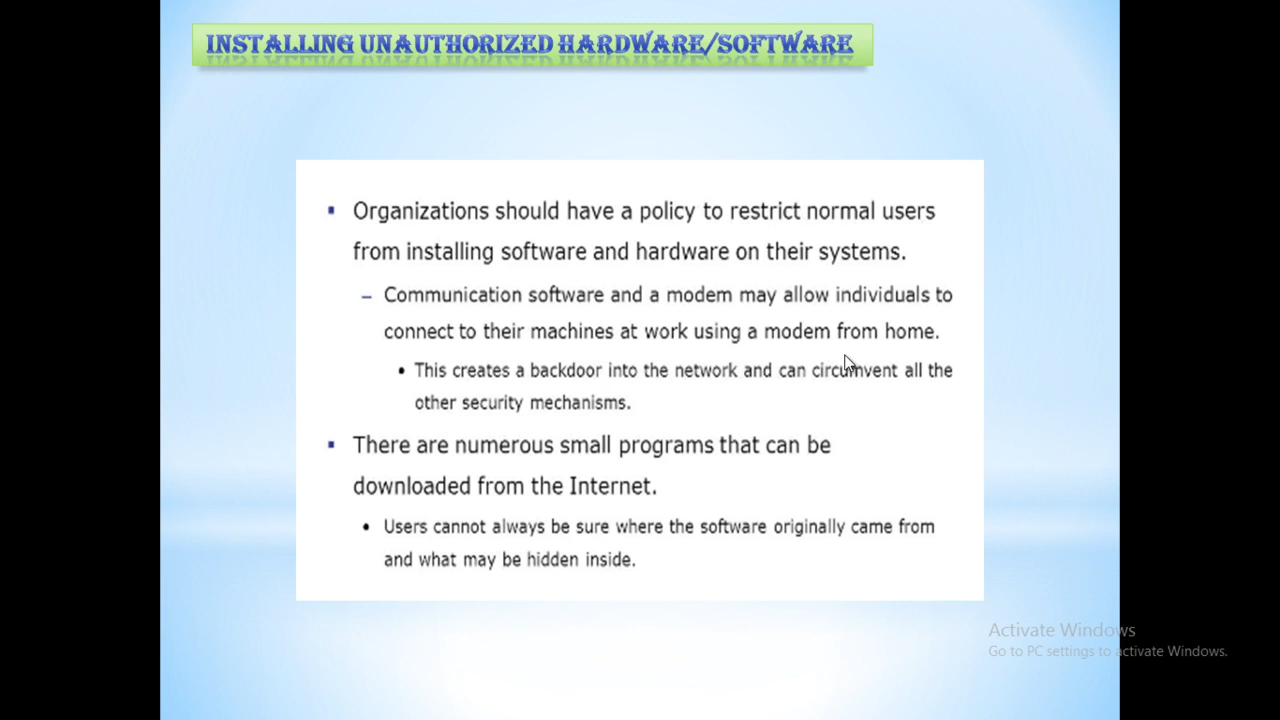 INSTALLING UNAUTHORIZED HARDWARE/SOFTWARE
▪ Organizations should have a policy to restrict normal users
from installing software and hardware on their systems.
– Communication software and a modem may allow individuals to
connect to their machines at work using a modem from home.
• This creates a backdoor into the network and can circumvent all the
other security mechanisms.
▪ There are numerous small programs that can be
downloaded from the Internet.
• Users cannot always be sure where the software originally came from
and what may be hidden inside.
Activate Windows
Go to PC settings to activate Windows.